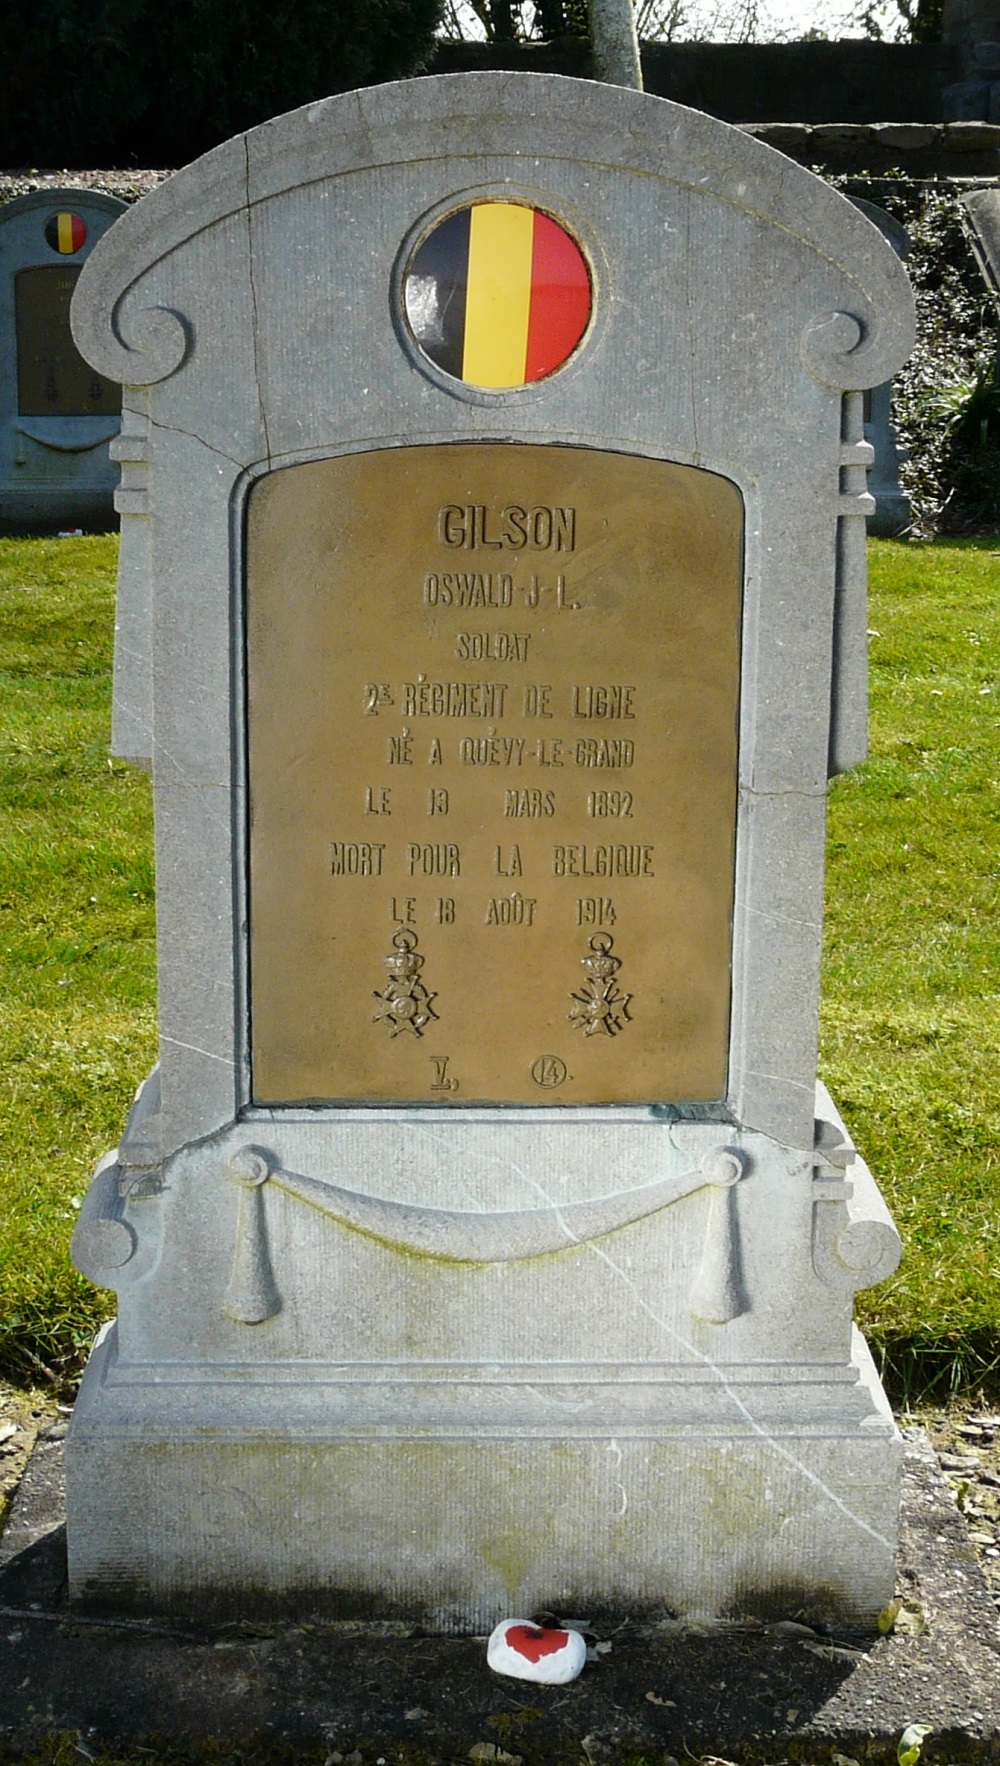 GILSON
OSWALD-J-L.
SOLDAT
2E RÉGIMENT DE LIGNE
NÉ A QUÉVY-LE-GRAND
LE 13 MARS 1892
MORT POUR LA BELGIQUE
LE 18 AOÛT 1914
V, 14.